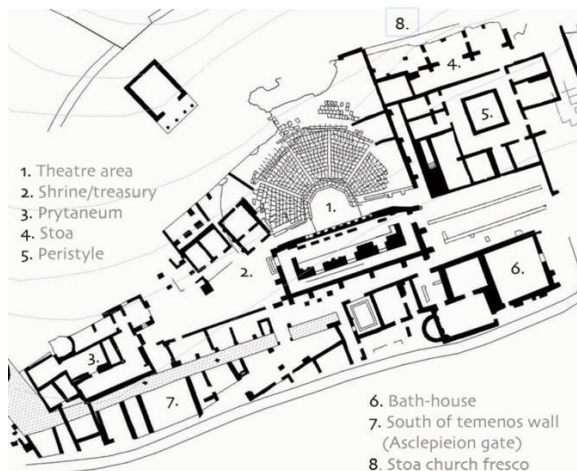 8.
4.
5.
1. Theatre area
2. Shrine/treasury
3. Prytaneum
4. Stoa
5. Peristyle
1.
2.
6.
3.
7.
6. Bath-house
7. South of temenos wall
(Asclepieion gate)
8 Stoa church fresco